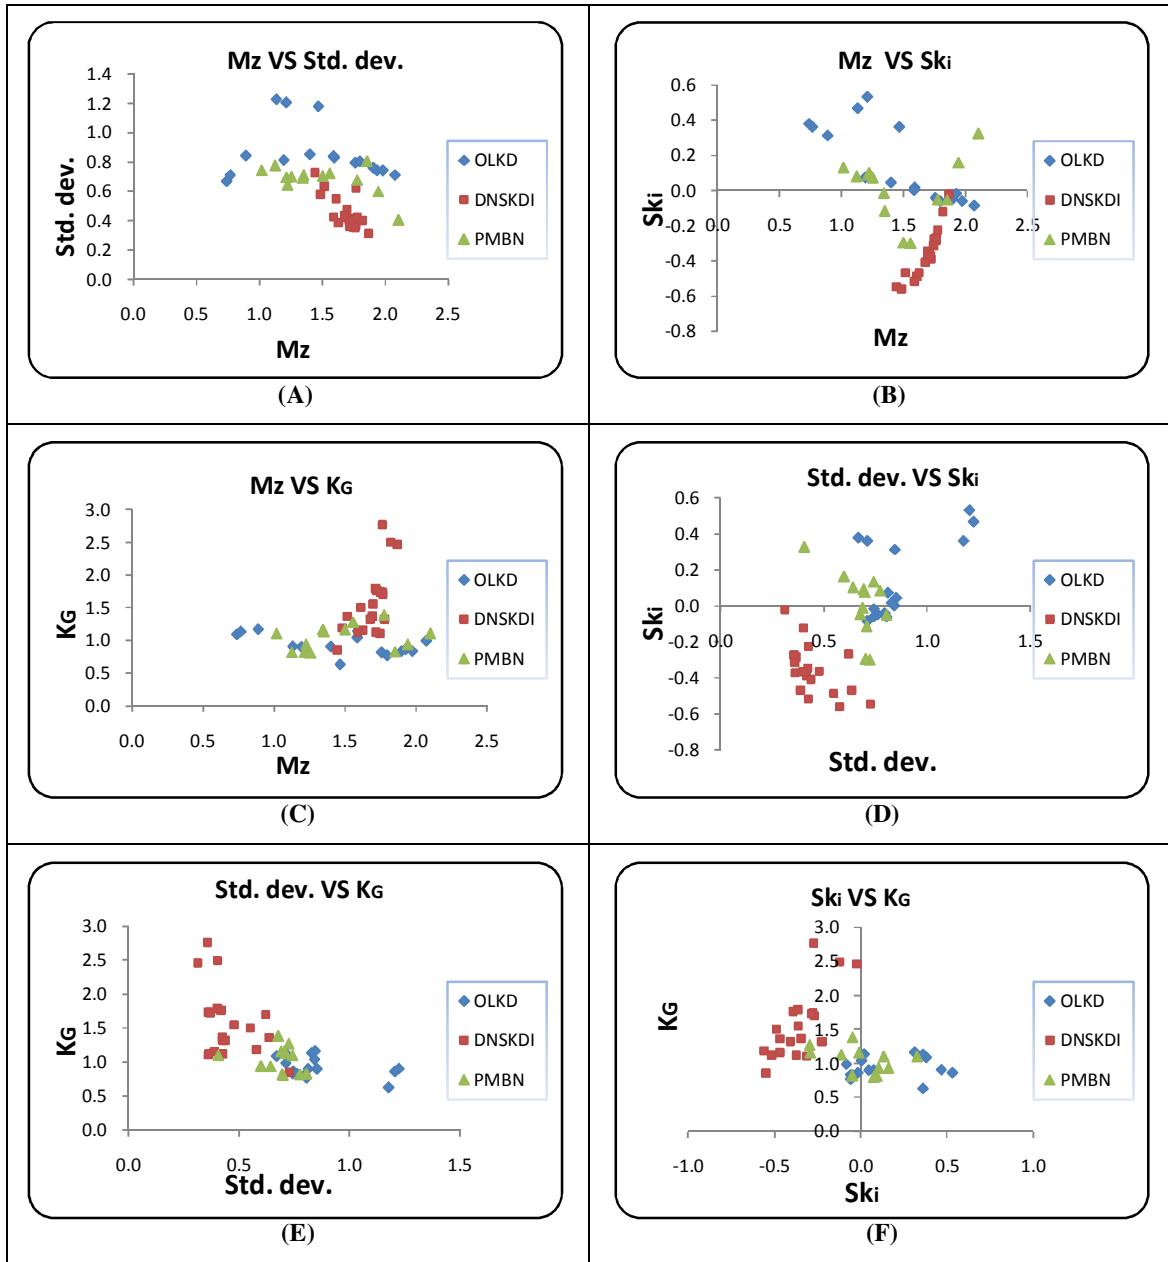 Mz VS Std. dev.
1.4
1.2
1.0
0.8
0.6
0.4
0.2
0.0
Std. dev.
0.0 0.5 1.0 1.5 2.0 2.5
Mz
OLKD
DNSKDI
PMBN
(A)
Mz VS Ski
0.6
0.4
0.2
0.0
-0.2
-0.4
-0.6
-0.8
Ski
0.0 0.5 1.0 1.5 2.0 2.5
Mz
OLKD
DNSKDI
PMBN
(B)
Mz VS KG
3.0
2.5
2.0
1.5
1.0
0.5
0.0
KG
0.0 0.5 1.0 1.5 2.0 2.5
Mz
OLKD
DNSKDI
PMBN
(C)
Std. dev. VS Ski
0.6
0.4
0.2
0.0
-0.2
-0.4
-0.6
-0.8
Ski
0 0.5 1.0 1.5
Std. dev.
OLKD
DNSKDI
PMBN
(D)
Std. dev. VS KG
3.0
2.5
2.0
1.5
1.0
0.5
0.0
KG
0.0 0.5 1.0 1.5
Std. dev.
OLKD
DNSKDI
PMBN
(E)
Ski VS KG
3.0
2.5
2.0
1.5
1.0
0.5
0.0
KG
-1.0 -0.5 0.0 0.5 1.0
Ski
OLKD
DNSKDI
PMBN
(F)